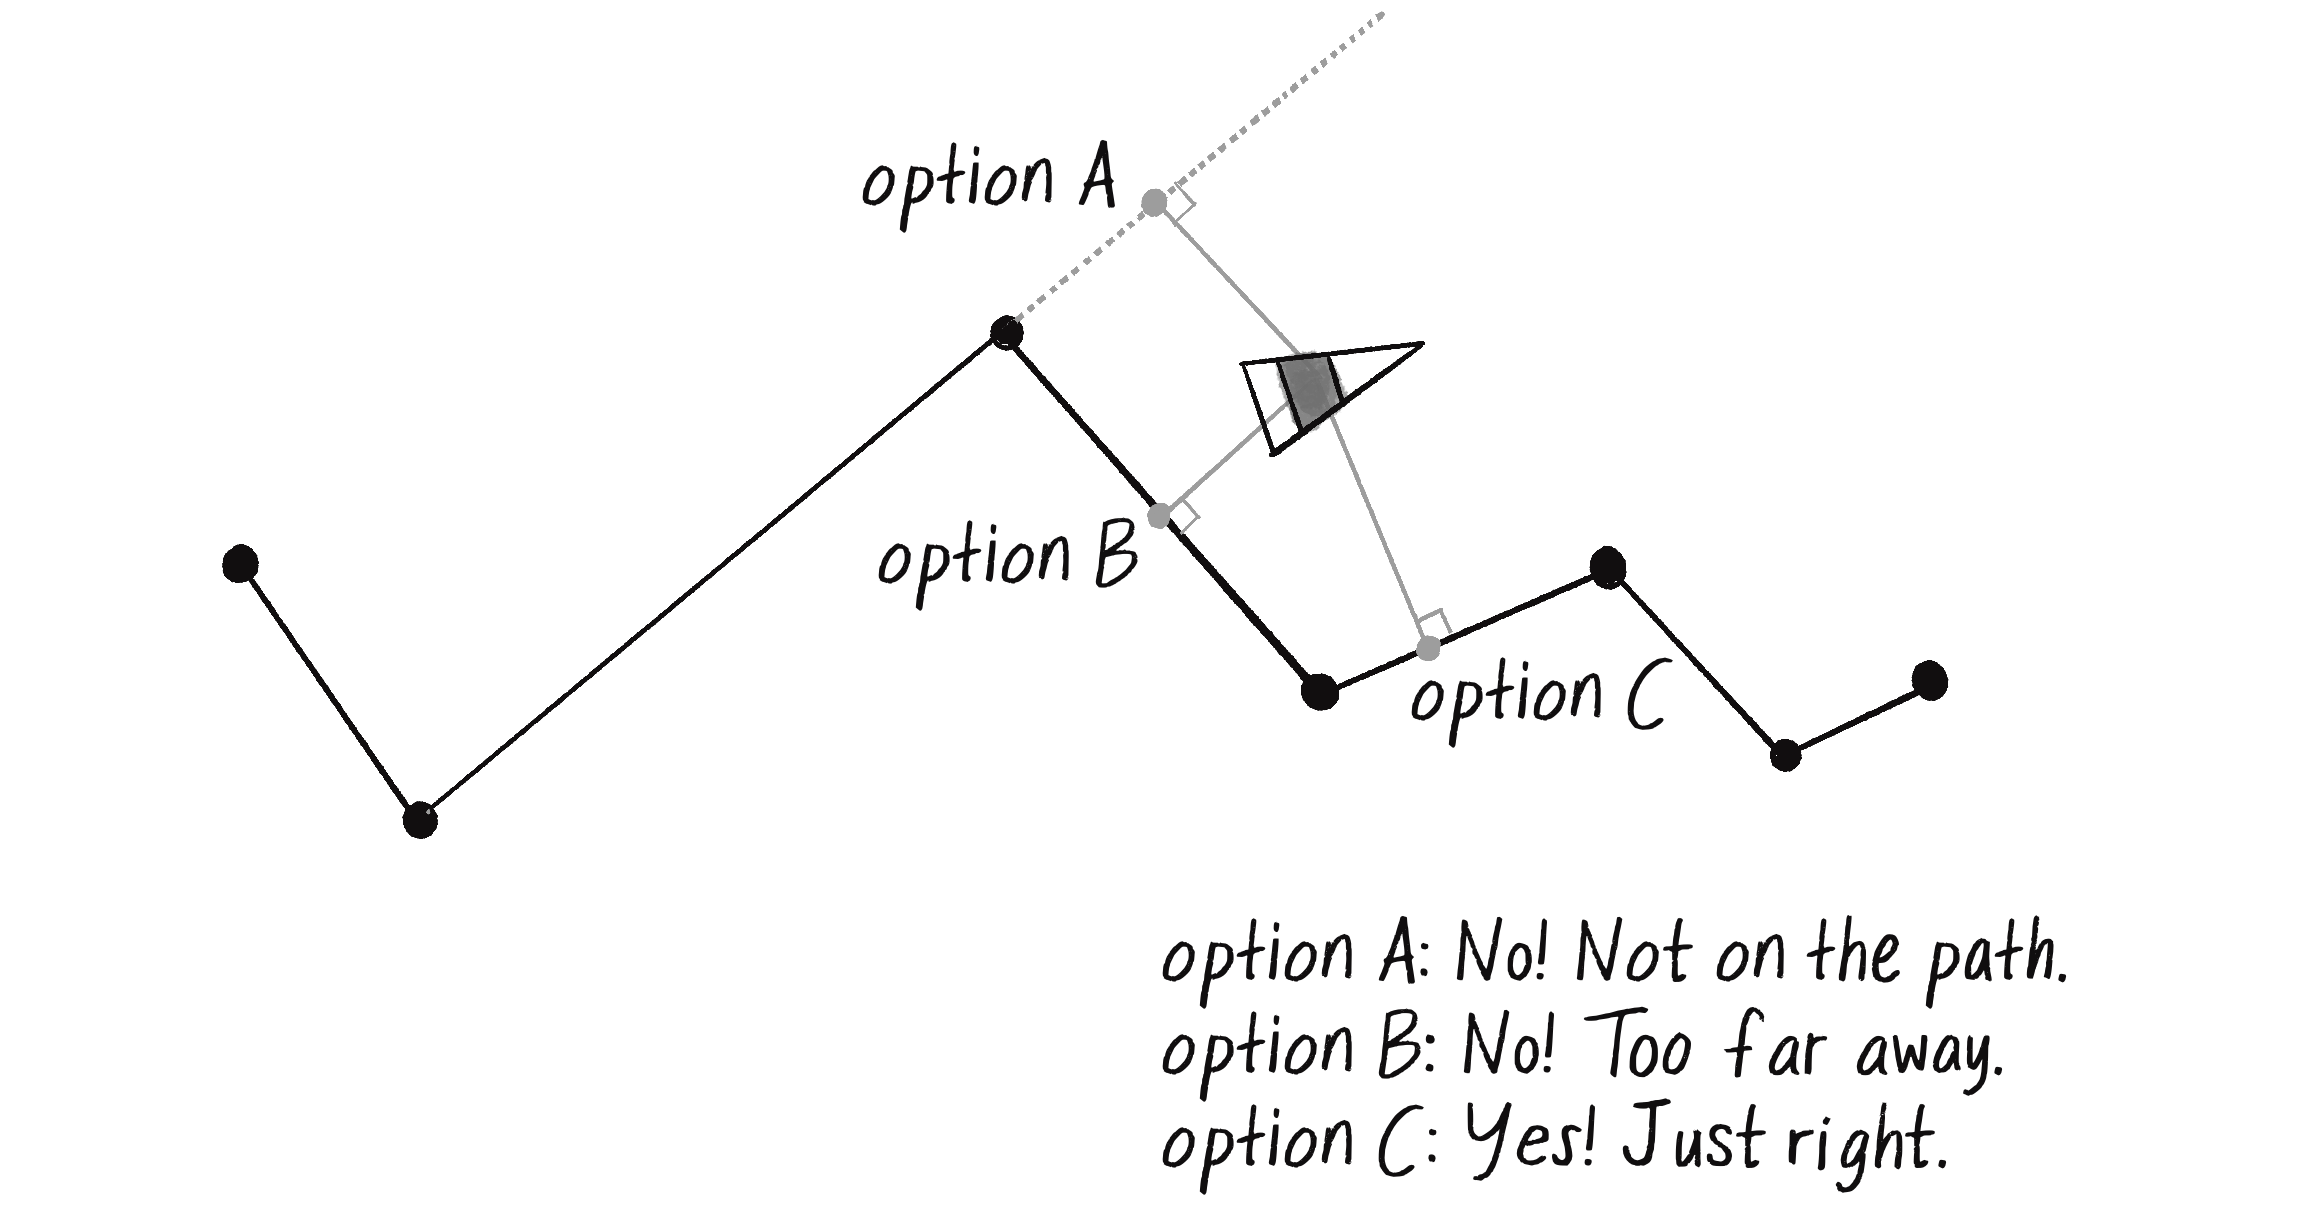 option A
option B
option C
option A: No! Not on the path.
option B: No! Too far away.
option C: Yes! Just right.